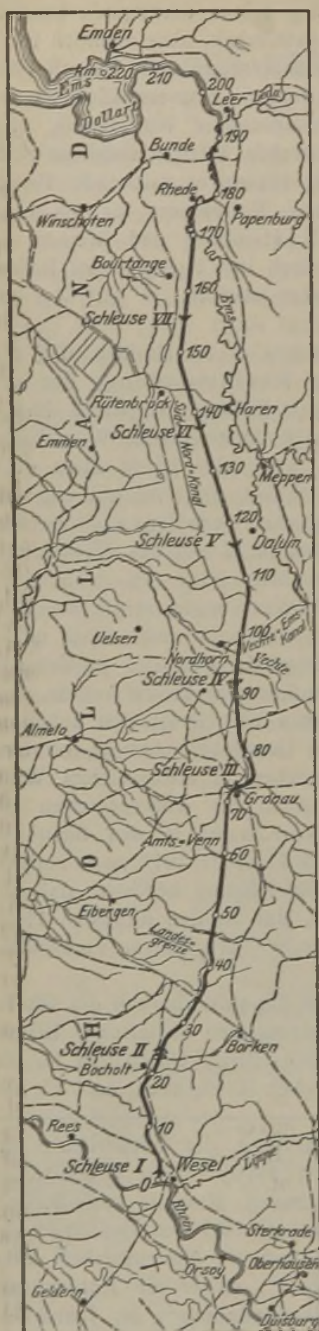 Emden
km 220
210
Ems
Dollart
200
Leer
Leda
190
Bunde
180
Rhede
Papenburg
Winschoten
170
Bourtange
160
Ems
Schleuse VII
150
Rütenbrock
140
Haren
Schleuse VI
Süd-Nord-Kanal
Emmen
130
Meppen
120
Schleuse V
Dalum
110
Uelsen
100
Vechte-Ems-Kanal
Nordhorn
Vechte
Schleuse IV
90
Almelo
80
Schleuse III
Gronau
70
Amts-Venn
60
Eibergen
50
Landesgrenze
40
30
Schleuse II
Borken
Bocholt
20
10
Rees
Schleuse I
0
Wesel
Lippe
Rhein
Sterkrade
Orsoy
Oberhausen
Geldern
Duisburg
HOLLAND